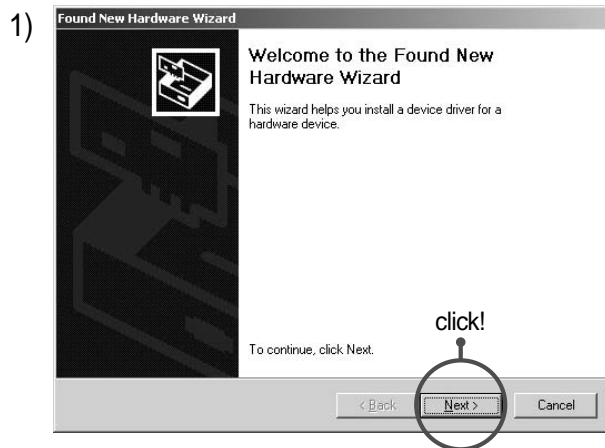 1)
Found New Hardware Wizard
Welcome to the Found New
Hardware Wizard
This wizard helps you install a device driver for a
hardware device.
click!
To continue, click Next.
< Back
Next >
Cancel